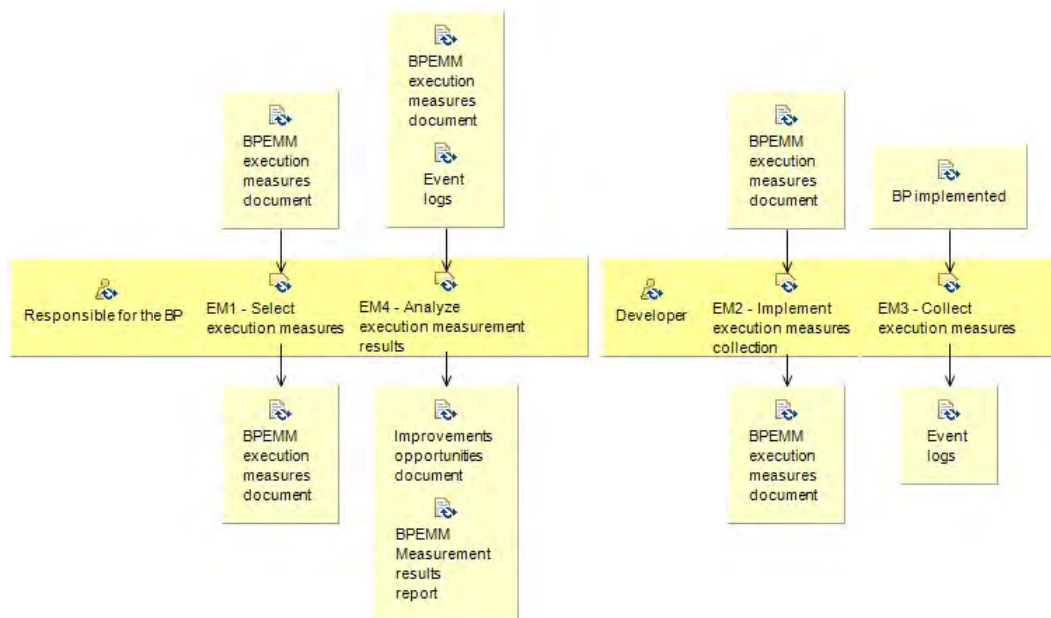 BPEMM
execution
measures
document
BPEMM
execution
measures
document
Event
logs
Responsible for the BP
EM1 - Select
execution measures
EM4 - Analyze
execution measurement
results
BPEMM
execution
measures
document
Improvements
opportunities
document
BPEMM
Measurement
results
report
BPEMM
execution
measures
document
BP implemented
Developer
EM2 - Implement
execution measures
collection
EM3 - Collect
execution measures
BPEMM
execution
measures
document
Event
logs